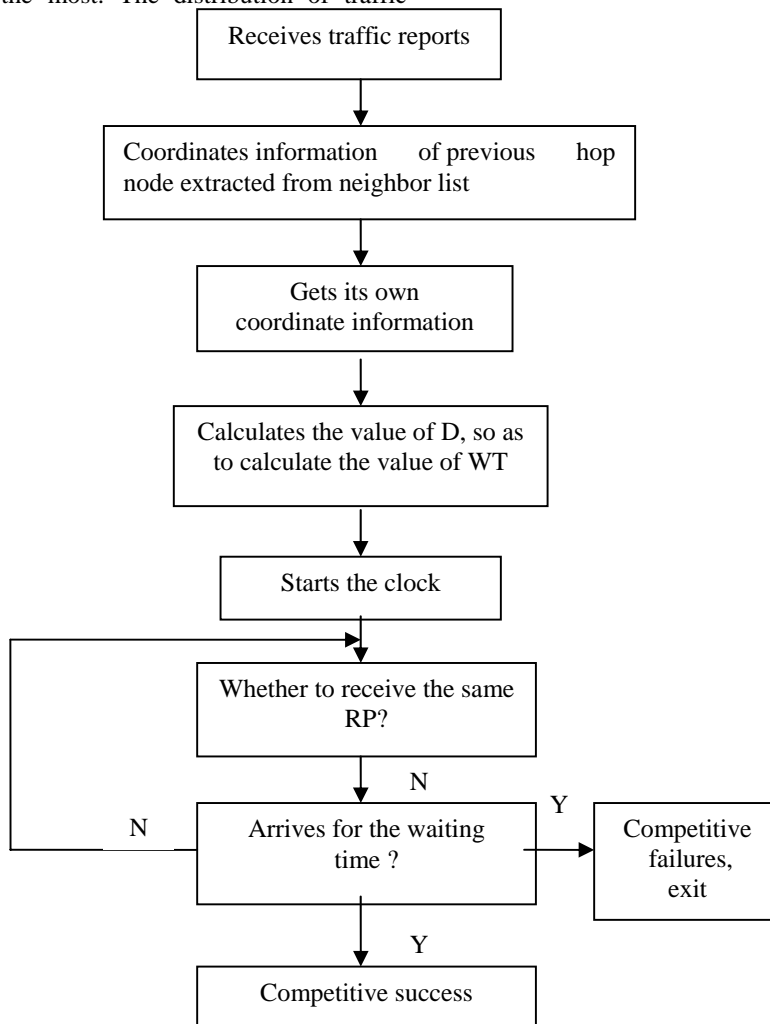 the most. The distribution of traffic
Receives traffic reports
Coordinates information of previous hop
node extracted from neighbor list
Gets its own
coordinate information
Calculates the value of D, so as
to calculate the value of WT
Starts the clock
Whether to receive the same
RP?
N
Y
N
Arrives for the waiting
time ?
Competitive
failures,
exit
Y
Competitive success